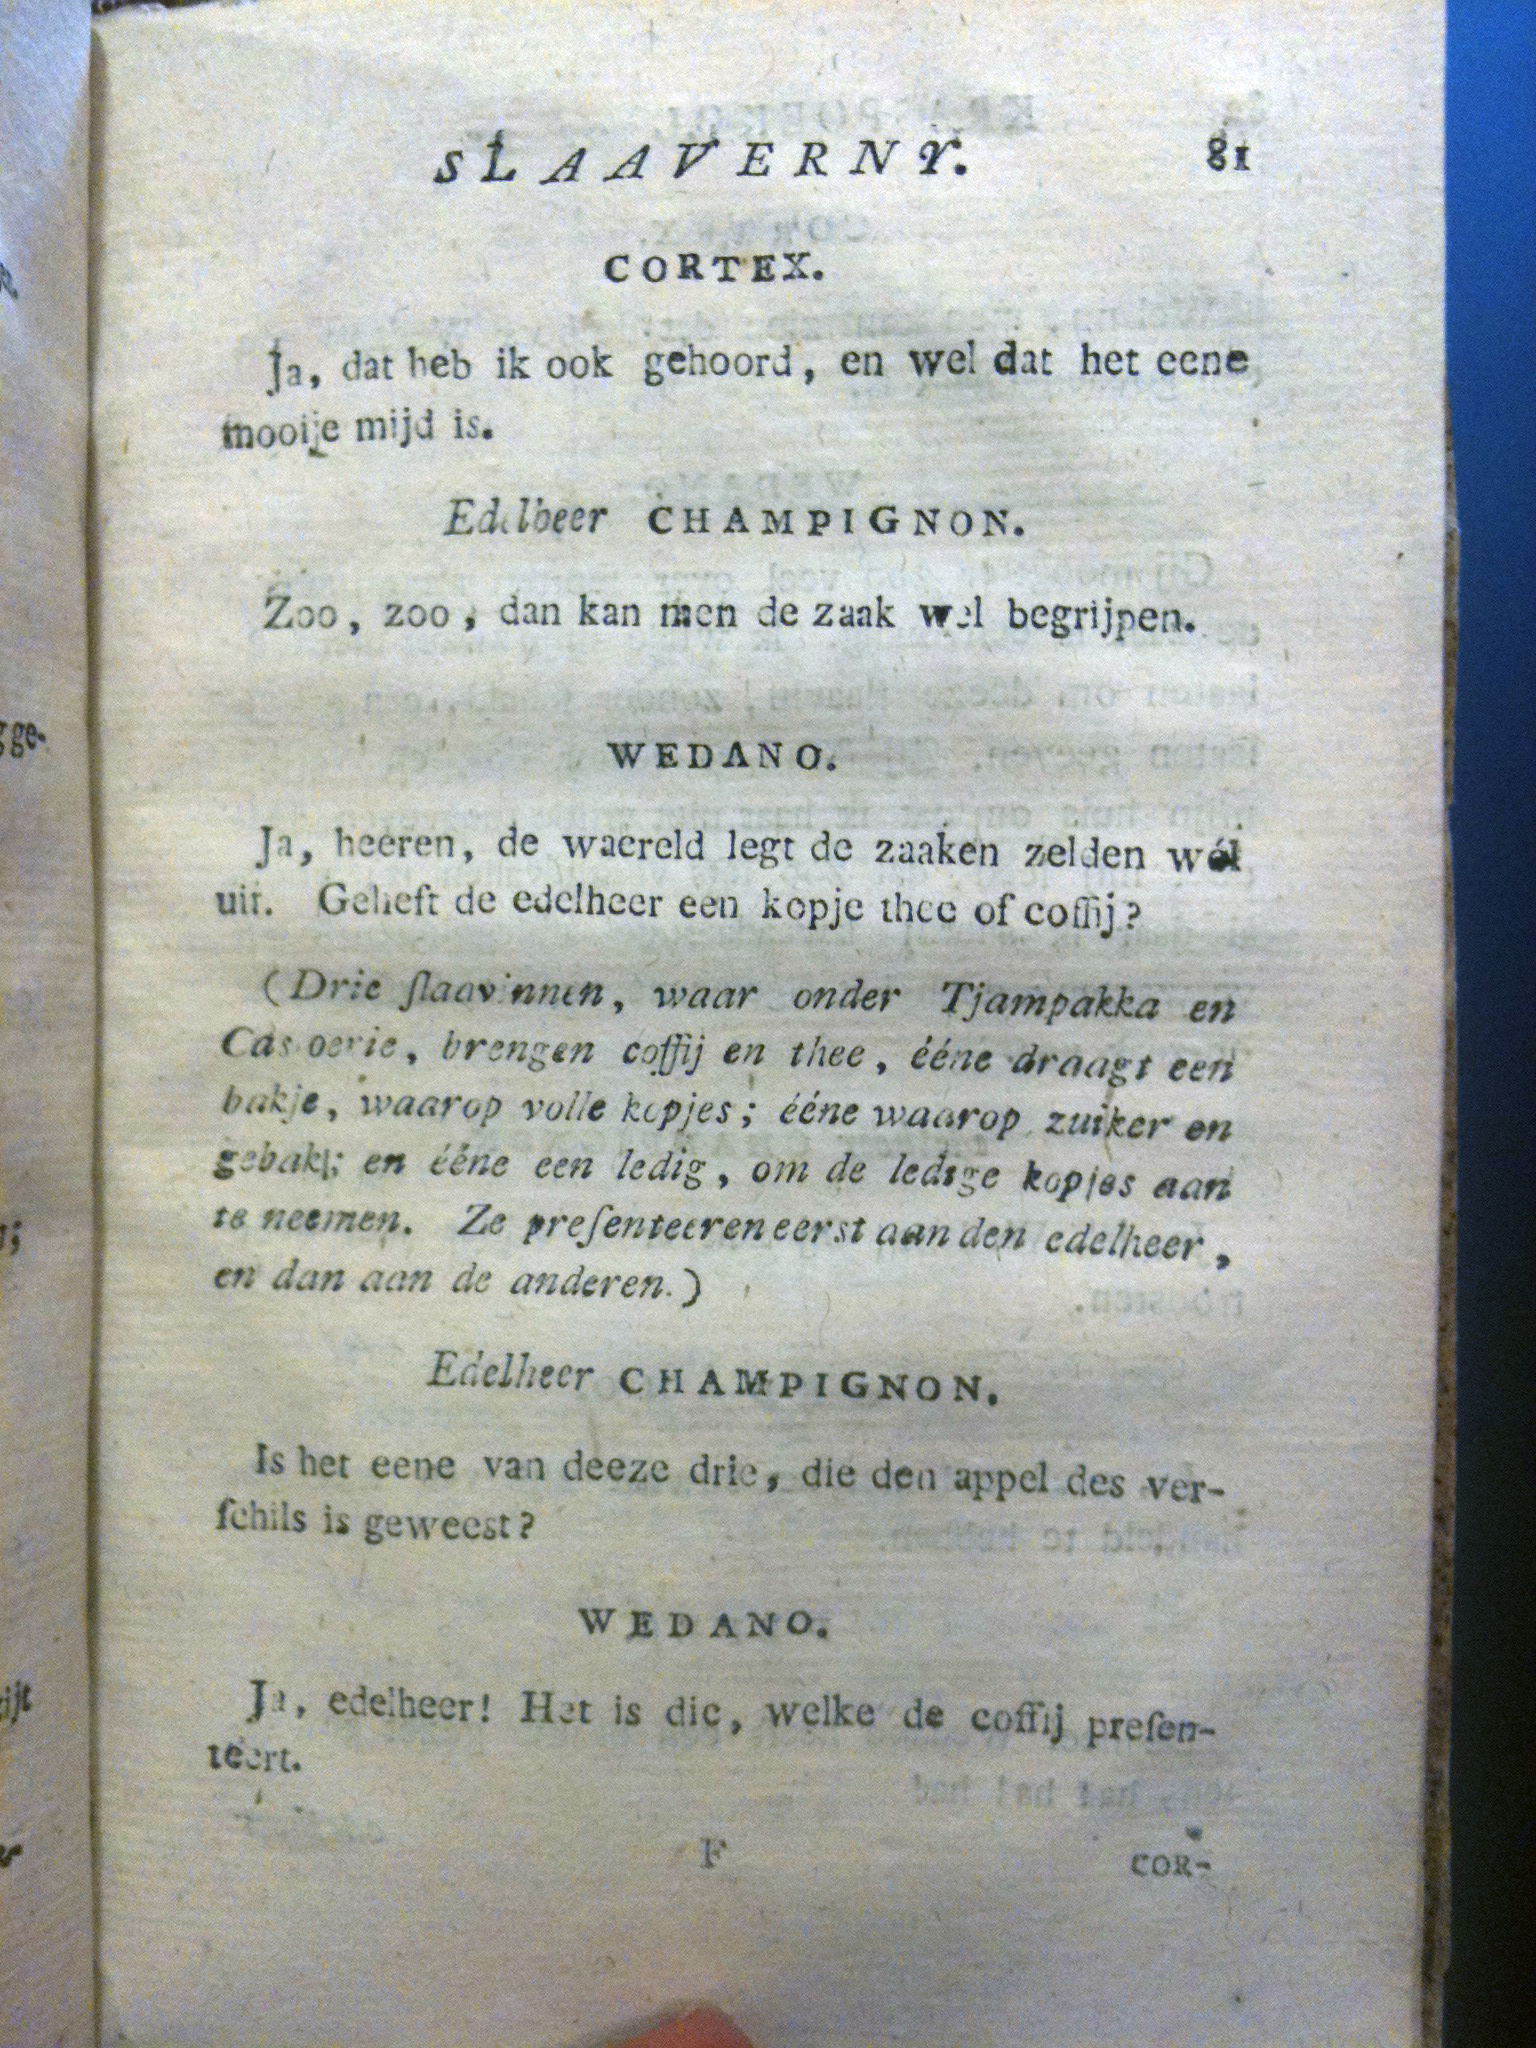 SLAAVERNY. 81
CORTEX.
Ja, dat heb ik ook gehoord, en wel dat het eene
mooije mijd is.
Edelheer CHAMPIGNON.
Zoo, zoo, dan kan men de zaak wel begrijpen.
WEDANO.
Ja, heeren, de waereld legt de zaaken zelden wél
uit. Gelieft de edelheer een kopje thee of coffij?
(Drie ſlaavinnen, waar onder Tjampakka en
Casoerie, brengen coffij en thee, ééne draagt een
bakje, waarop volle kopjes; ééne waarop zuiker en
gebak; en ééne een ledig, om de ledige kopjes aan
te neemen. Ze preſenteeren eerst aan den edelheer,
en dan aan de anderen.)
Edelheer CHAMPIGNON.
Is het eene van deeze drie, die den appel des ver-
ſchils is geweest?
WEDANO.
Ja, edelheer! Het is die, welke de coffij preſen-
teert.
F COR-
gge-